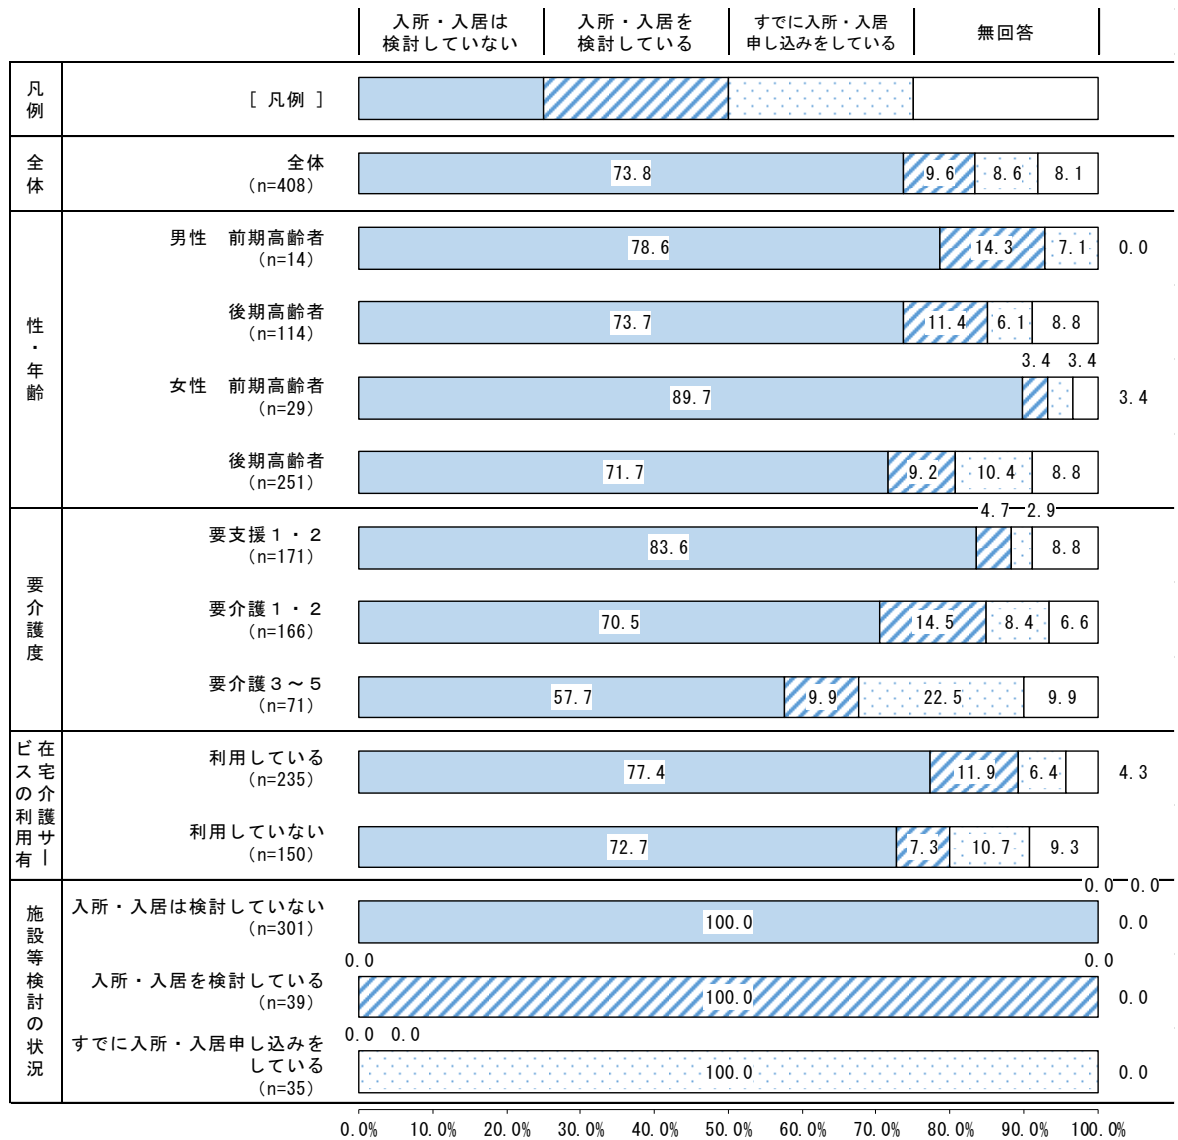 入所・入居は
検討していない
入所・入居を
検討している
すでに入所・入居
申し込みをしている
無回答
凡例
[ 凡例 ]
全体
全体
(n=408)
73.8
9.6
8.6
8.1
性・年齢
男性 前期高齢者
(n=14)
78.6
14.3
7.1
0.0
後期高齢者
(n=114)
73.7
11.4
6.1
8.8
女性 前期高齢者
(n=29)
89.7
3.4
3.4
3.4
後期高齢者
(n=251)
71.7
9.2
10.4
8.8
要介護度
要支援1・2
(n=171)
83.6
4.7
2.9
8.8
要介護1・2
(n=166)
70.5
14.5
8.4
6.6
要介護3~5
(n=71)
57.7
9.9
22.5
9.9
在宅介護サー
ビスの利用有
利用している
(n=235)
77.4
11.9
6.4
4.3
利用していない
(n=150)
72.7
7.3
10.7
9.3
施設等検討の状況
入所・入居は検討していない
(n=301)
100.0
0.0
0.0
0.0
入所・入居を検討している
(n=39)
0.0
100.0
0.0
0.0
すでに入所・入居申し込みを
している
(n=35)
0.0
0.0
100.0
0.0
0.0% 10.0% 20.0% 30.0% 40.0% 50.0% 60.0% 70.0% 80.0% 90.0% 100.0%